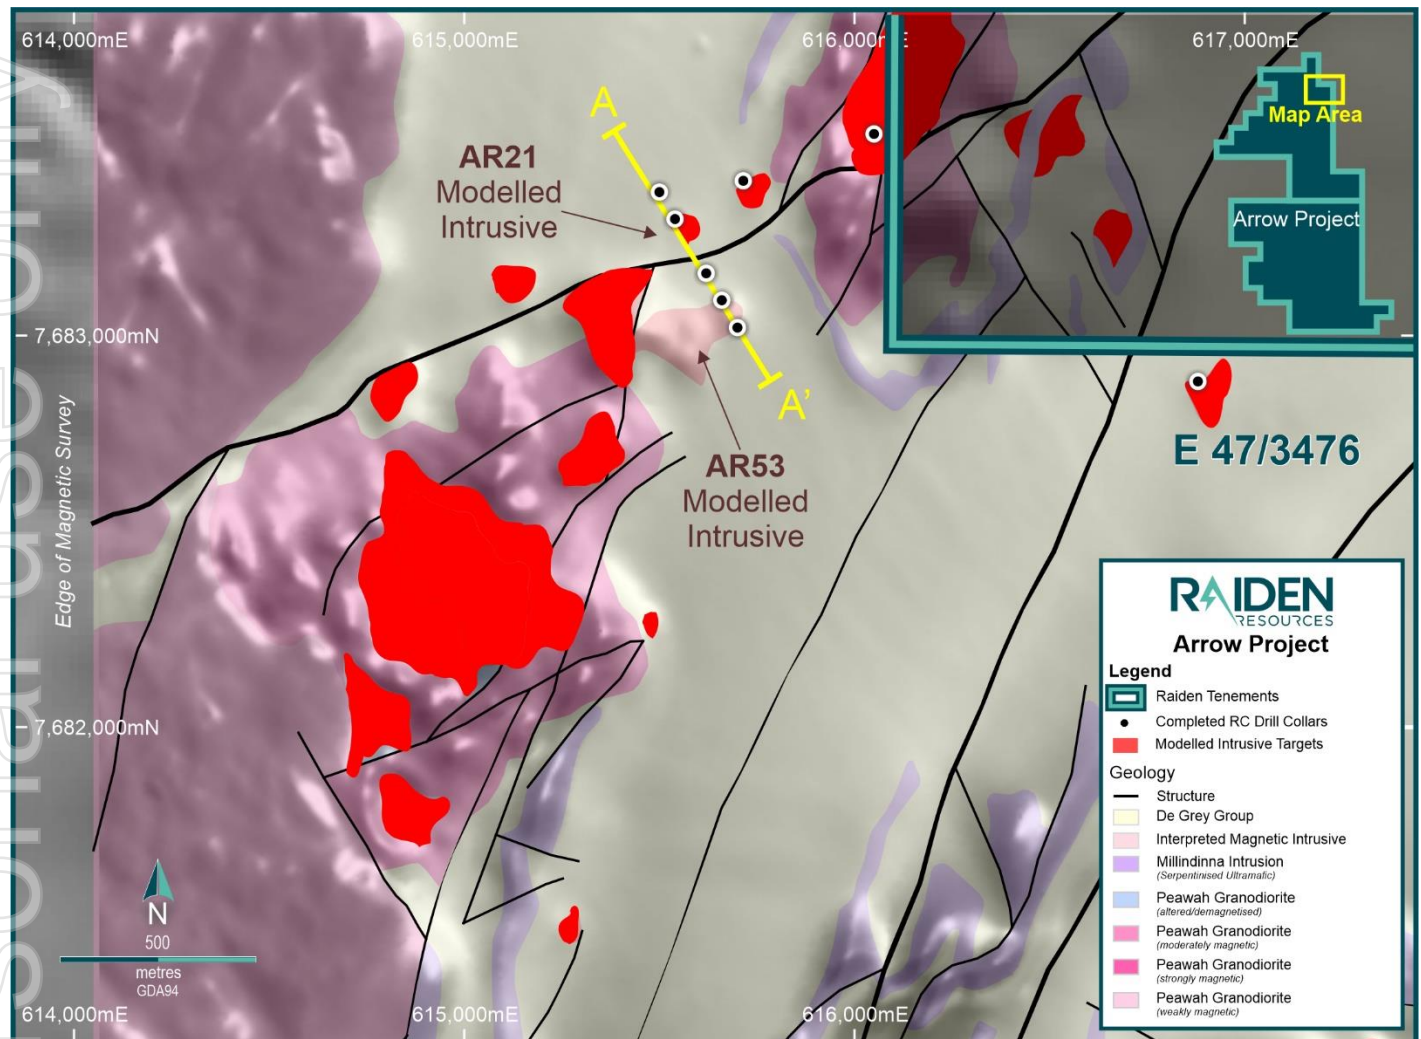 614,000mE
615,000mE
616,000mE
617,000mE
Map Area
Arrow Project
A
AR21
Modelled
Intrusive
7,683,000mN
A’
AR53
Modelled
Intrusive
E 47/3476
Edge of Magnetic Survey
7,682,000mN
RAIDEN
RESOURCES
Arrow Project
Legend
Raiden Tenements
Completed RC Drill Collars
Modelled Intrusive Targets
Geology
Structure
De Grey Group
Interpreted Magnetic Intrusive
Millindinna Intrusion
(Serpentinised Ultramafic)
Peawah Granodiorite
(altered/demagnetised)
Peawah Granodiorite
(moderately magnetic)
Peawah Granodiorite
(strongly magnetic)
Peawah Granodiorite
(weakly magnetic)
N
500
metres
GDA94
614,000mE
615,000mE
616,000mE
sonal use only